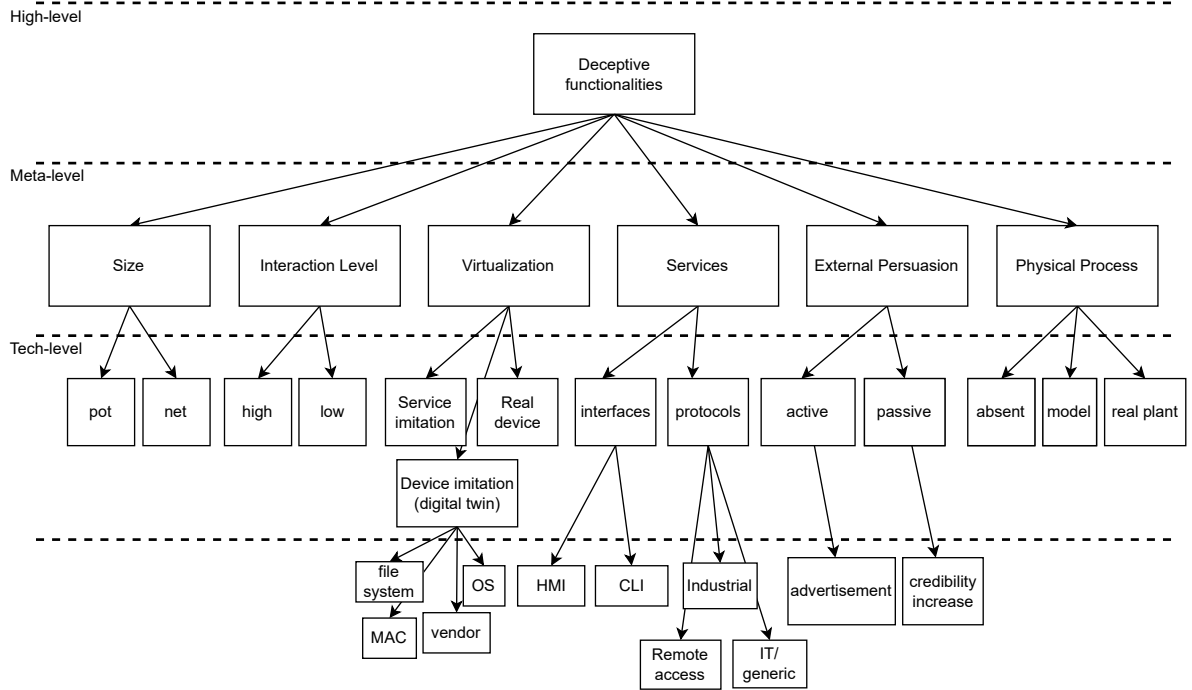 High-level
Deceptive
functionalities
Meta-level
Size
Interaction Level
Virtualization
Services
External Persuasion
Physical Process
Tech-level
pot
net
high
low
Service
imitation
Real
device
interfaces
protocols
active
passive
absent
model
real plant
Device imitation
(digital twin)
file
system
OS
HMI
CLI
Industrial
advertisement
credibility
increase
MAC
vendor
Remote
access
IT/
generic